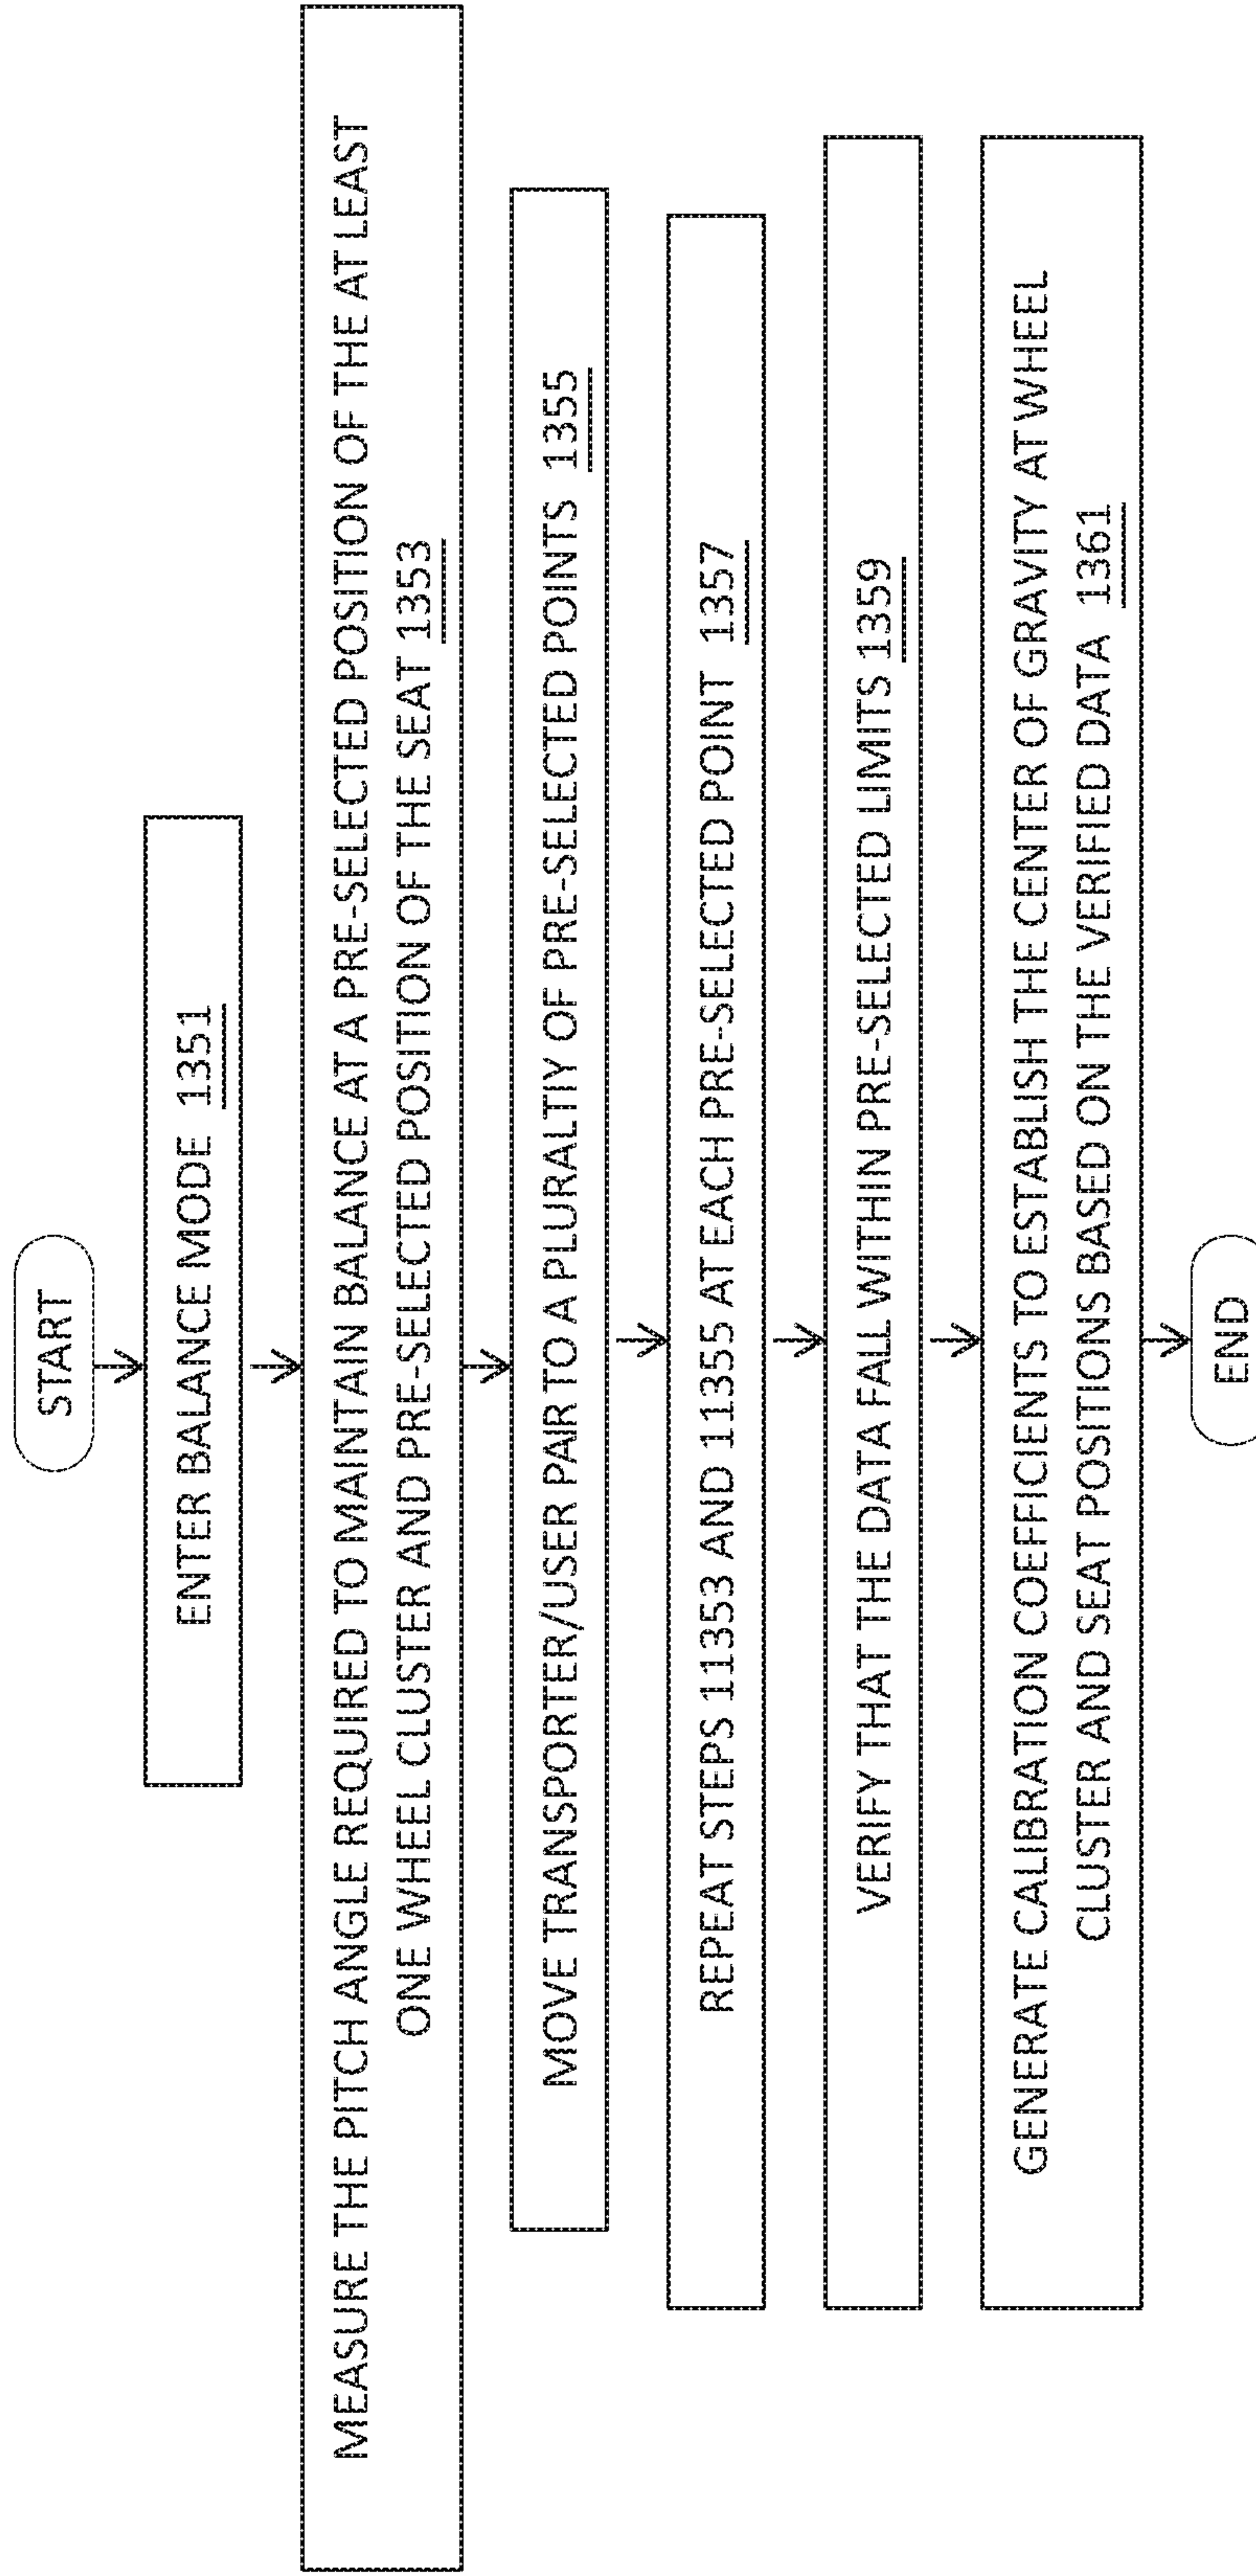 START
ENTER BALANCE MODE 1351
MEASURE THE PITCH ANGLE REQUIRED TO MAINTAIN BALANCE AT A PRE-SELECTED POSITION OF THE AT LEAST
ONE WHEEL CLUSTER AND PRE-SELECTED POSITION OF THE SEAT 1353
MOVE TRANSPORTER/USER PAIR TO A PLURALTIY OF PRE-SELECTED POINTS 1355
REPEAT STEPS 11353 AND 11355 AT EACH PRE-SELECTED POINT 1357
VERIFY THAT THE DATA FALL WITHIN PRE-SELECTED LIMITS 1359
GENERATE CALIBRATION COEFFICIENTS TO ESTABLISH THE CENTER OF GRAVITY AT WHEEL
CLUSTER AND SEAT POSITIONS BASED ON THE VERIFIED DATA 1361
END